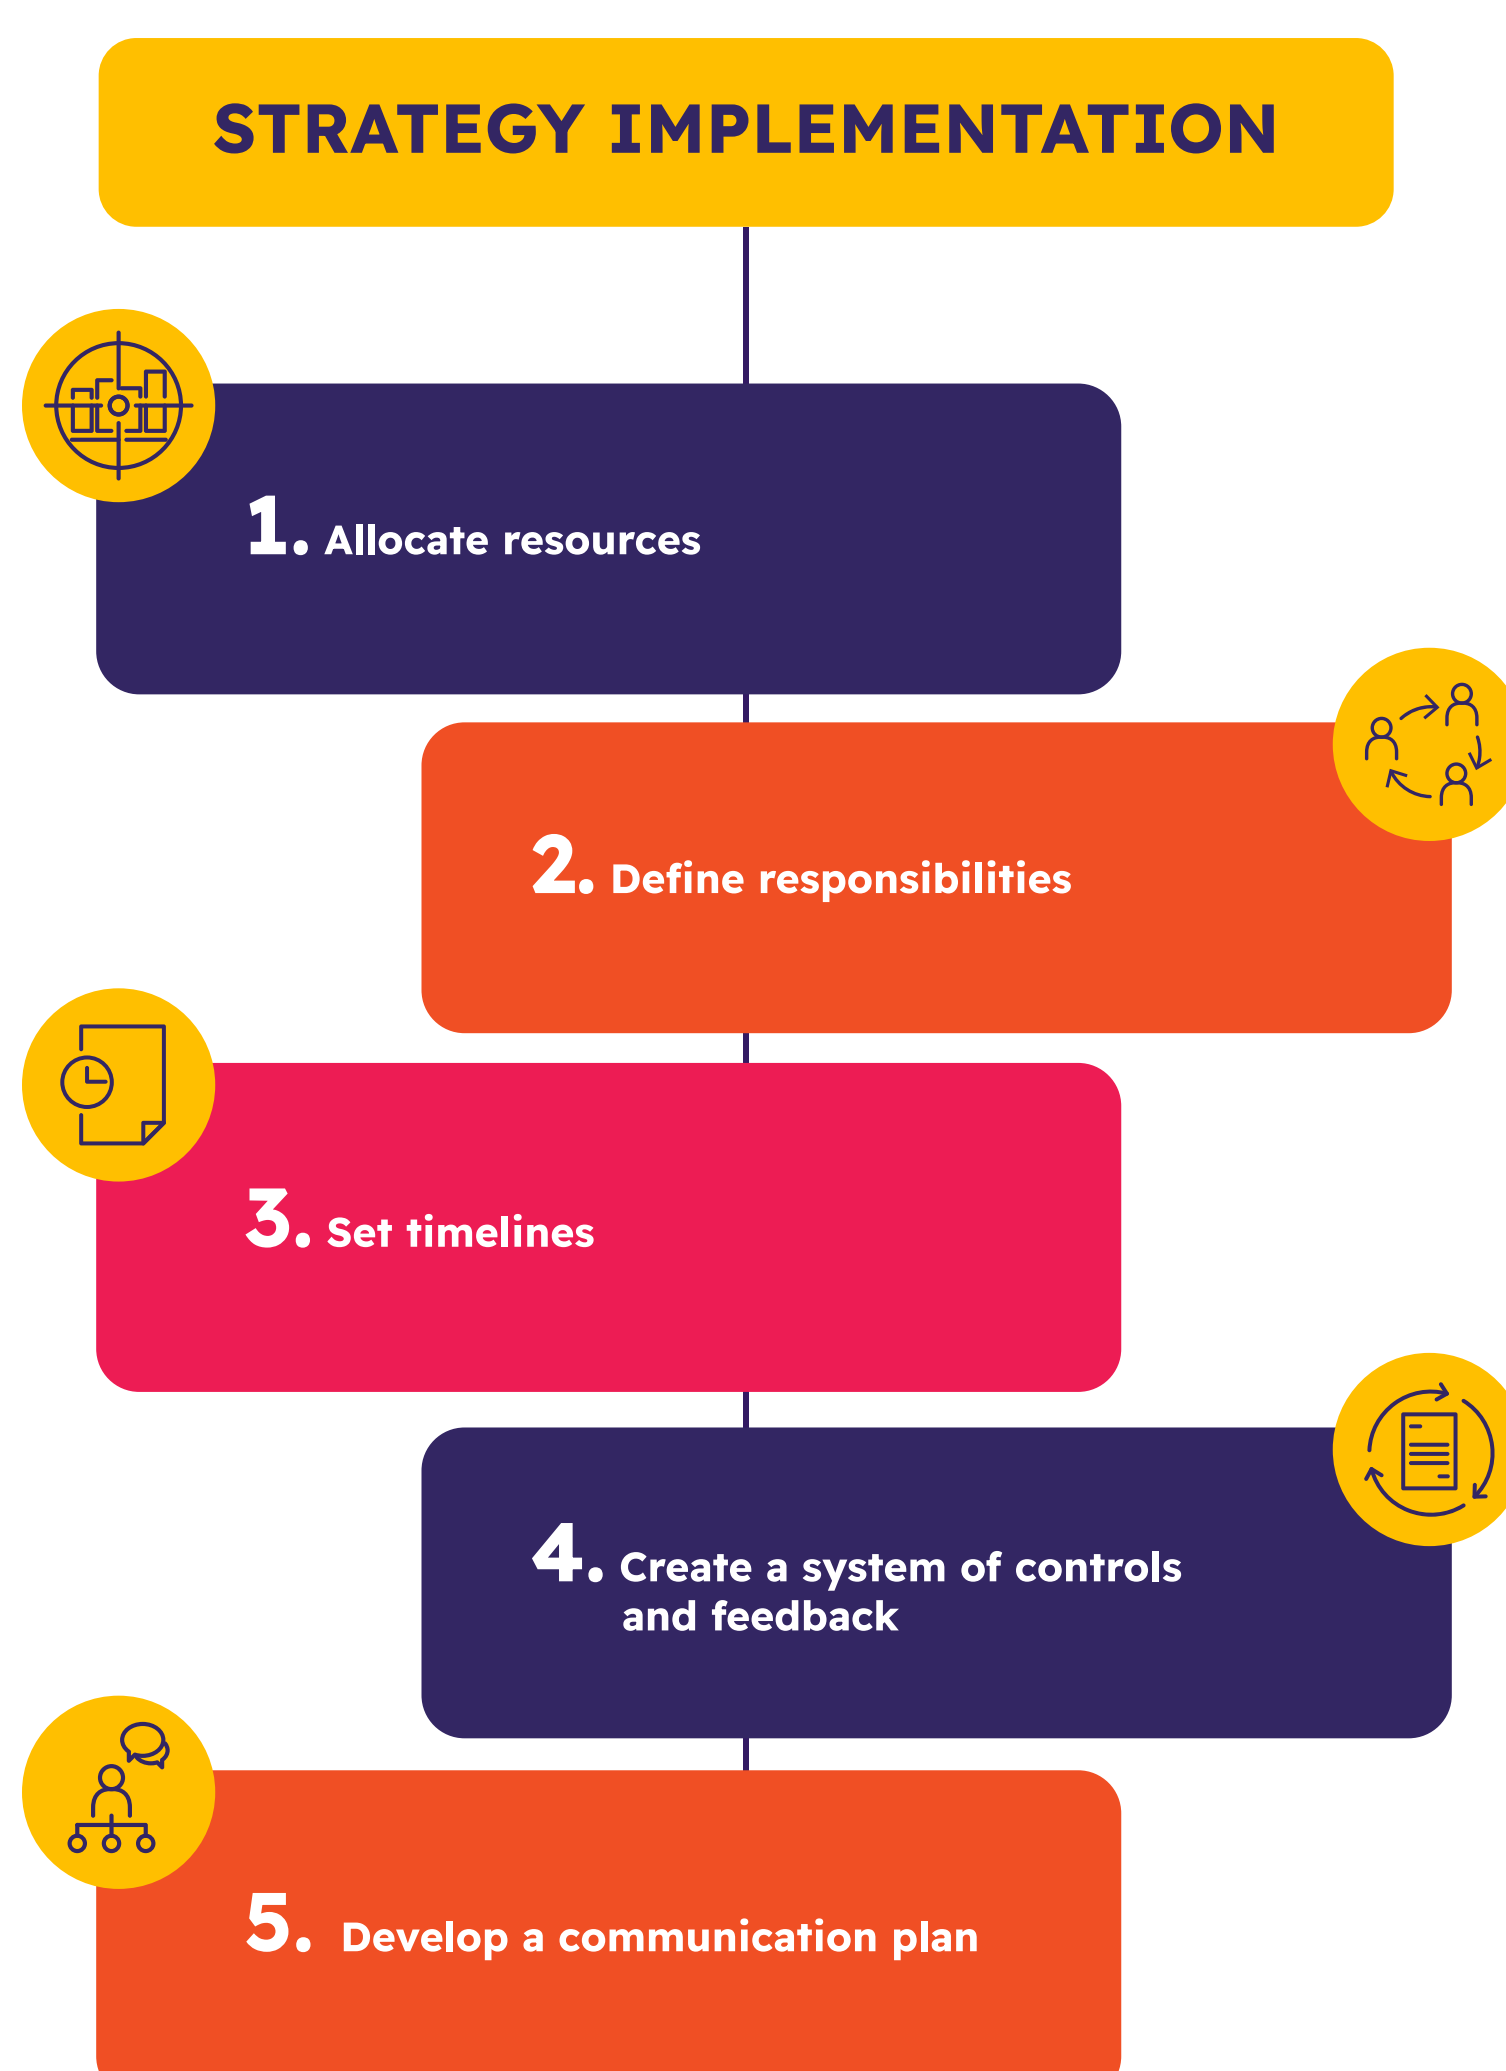 STRATEGY IMPLEMENTATION
1. Allocate resources
2. Define responsibilities
3. Set timelines
4. Create a system of controls
and feedback
5. Develop a communication plan